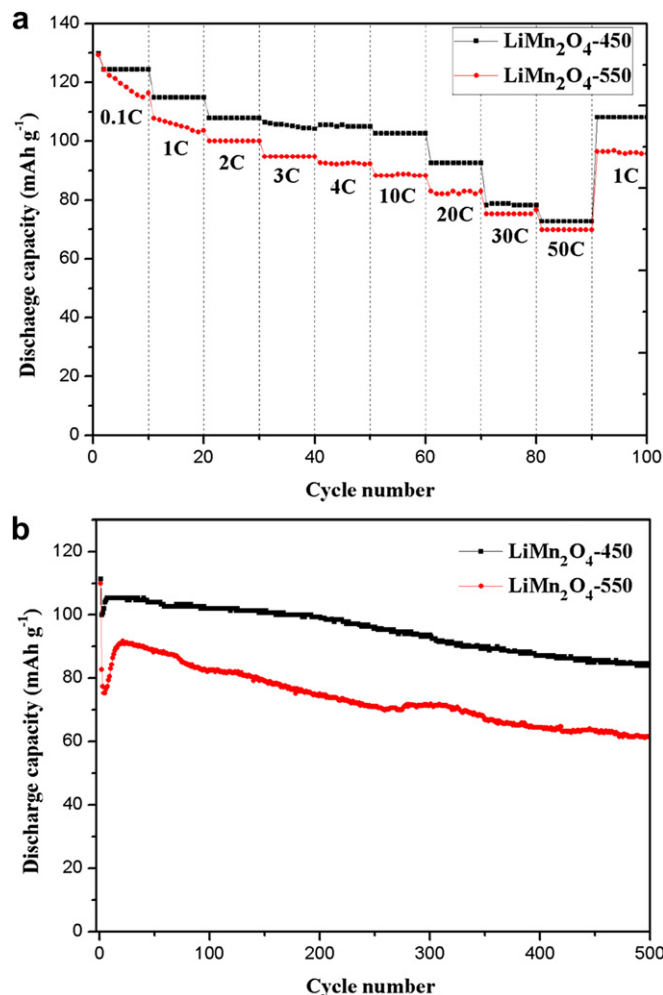 a
140
120
100
80
60
40
20
0
Dischaege capacity (mAh g⁻¹)
LiMn₂O₄-450
LiMn₂O₄-550
0.1C
1C
2C
3C
4C
10C
20C
30C
50C
1C
0 20 40 60 80 100
Cycle number
b
120
100
80
60
40
20
0
Discharge capacity (mAh g⁻¹)
LiMn₂O₄-450
LiMn₂O₄-550
0 100 200 300 400 500
Cycle number